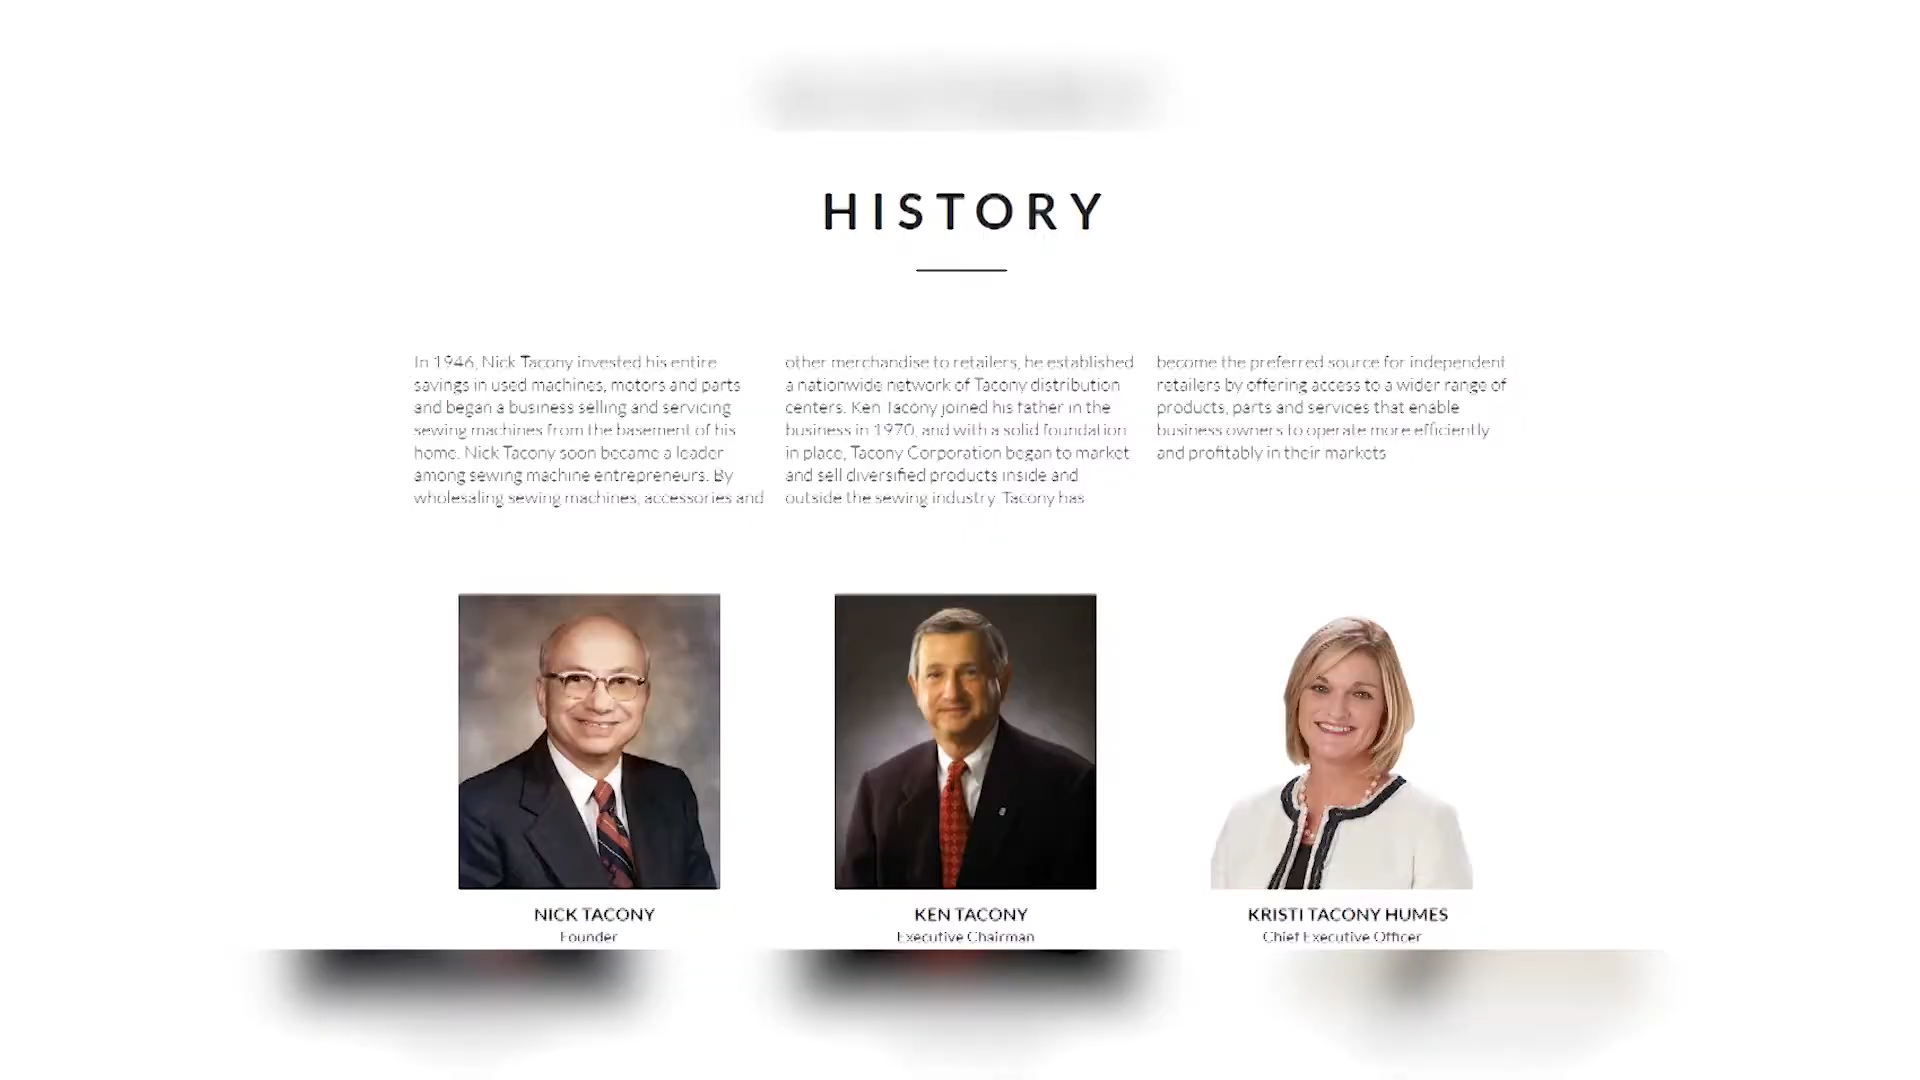 HISTORY
In 1946, Nick Tacony invested his entire
savings in used machines, motors and parts
and began a business selling and servicing
sewing machines from the basement of his
home. Nick Tacony soon became a leader
among sewing machine entrepreneurs. By
wholesaling sewing machines, accessories and
other merchandise to retailers, he established
a nationwide network of Tacony distribution
centers. Ken Tacony joined his father in the
business in 1970, and with a solid foundation
in place, Tacony Corporation began to market
and sell diversified products inside and
outside the sewing industry. Tacony has
become the preferred source for independent
retailers by offering access to a wider range of
products, parts and services that enable
business owners to operate more efficiently
and profitably in their markets
NICK TACONY
Founder
KEN TACONY
Executive Chairman
KRISTI TACONY HUMES
Chief Executive Officer